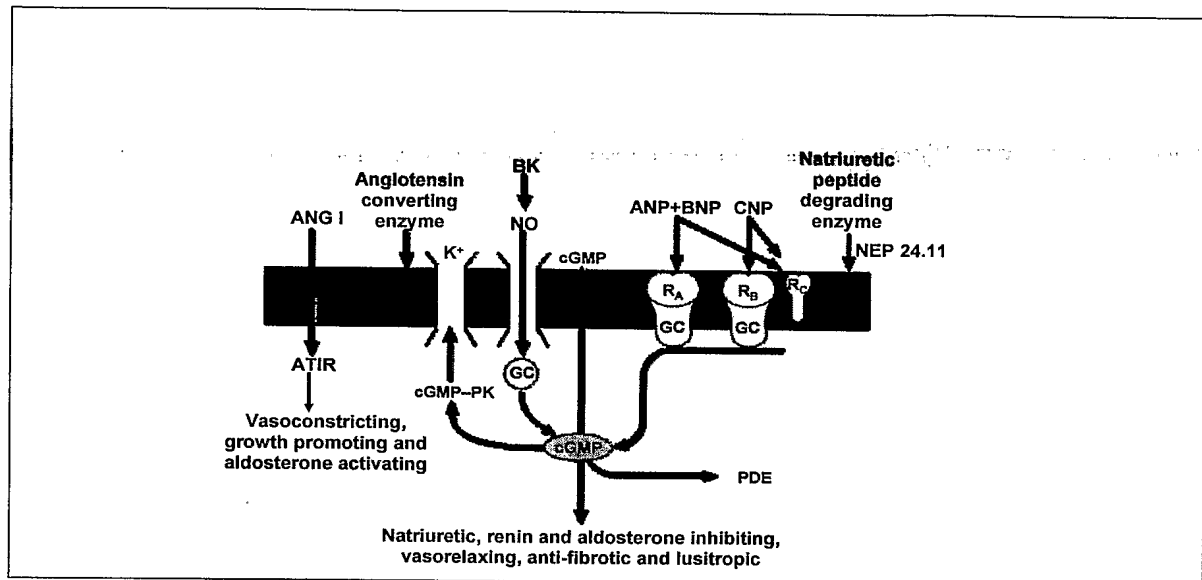 BK
Angiotensin
converting
enzyme
ANG I
NO
K+
cGMP
ANP+BNP
CNP
Natriuretic
peptide
degrading
enzyme
NEP 24.11
RA
RB
RC
GC
GC
ATIR
GC
cGMP–PK
Vasoconstricting,
growth promoting and
aldosterone activating
cGMP
PDE
Natriuretic, renin and aldosterone inhibiting,
vasorelaxing, anti-fibrotic and lusitropic